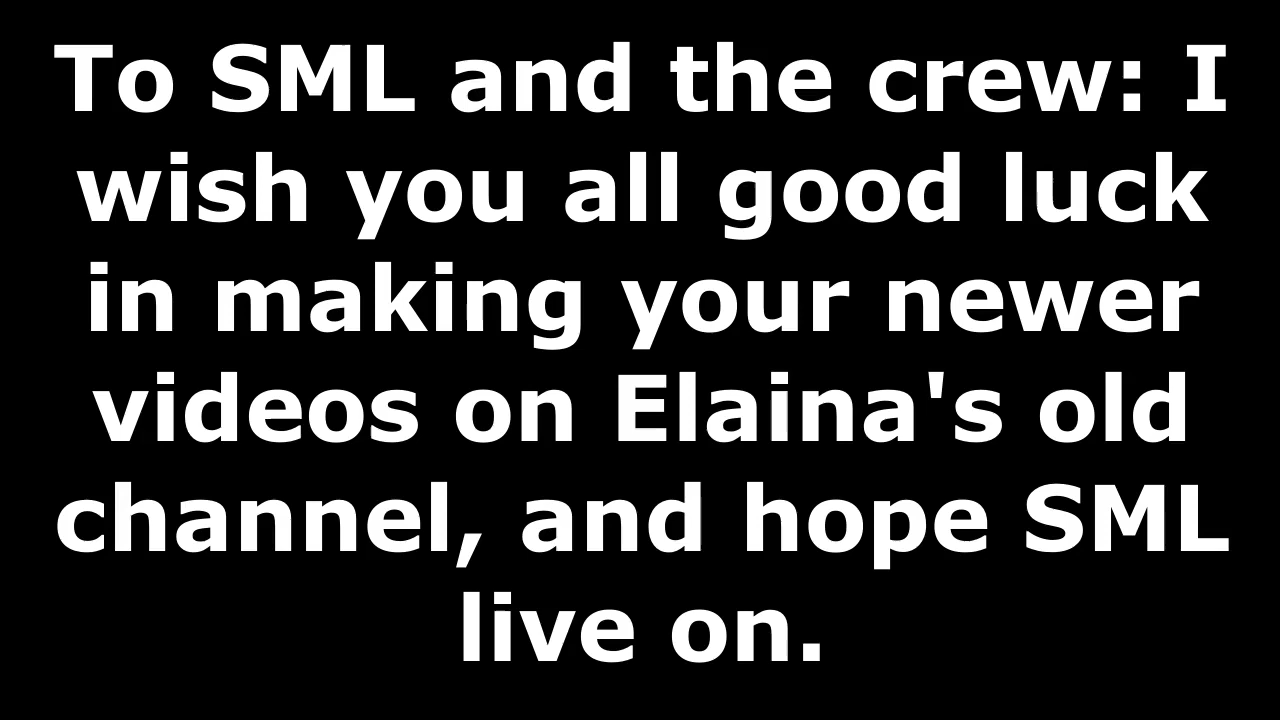 To SML and the crew: I
wish you all good luck
in making your newer
videos on Elaina's old
channel, and hope SML
live on.